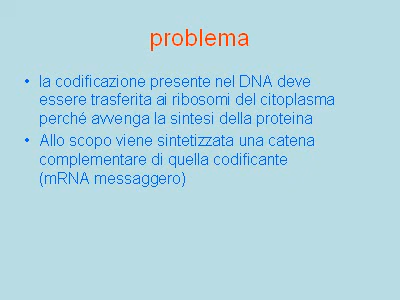 problema
• la codificazione presente nel DNA deve
essere trasferita ai ribosomi del citoplasma
perché avvenga la sintesi della proteina
• Allo scopo viene sintetizzata una catena
complementare di quella codificante
(mRNA messaggero)